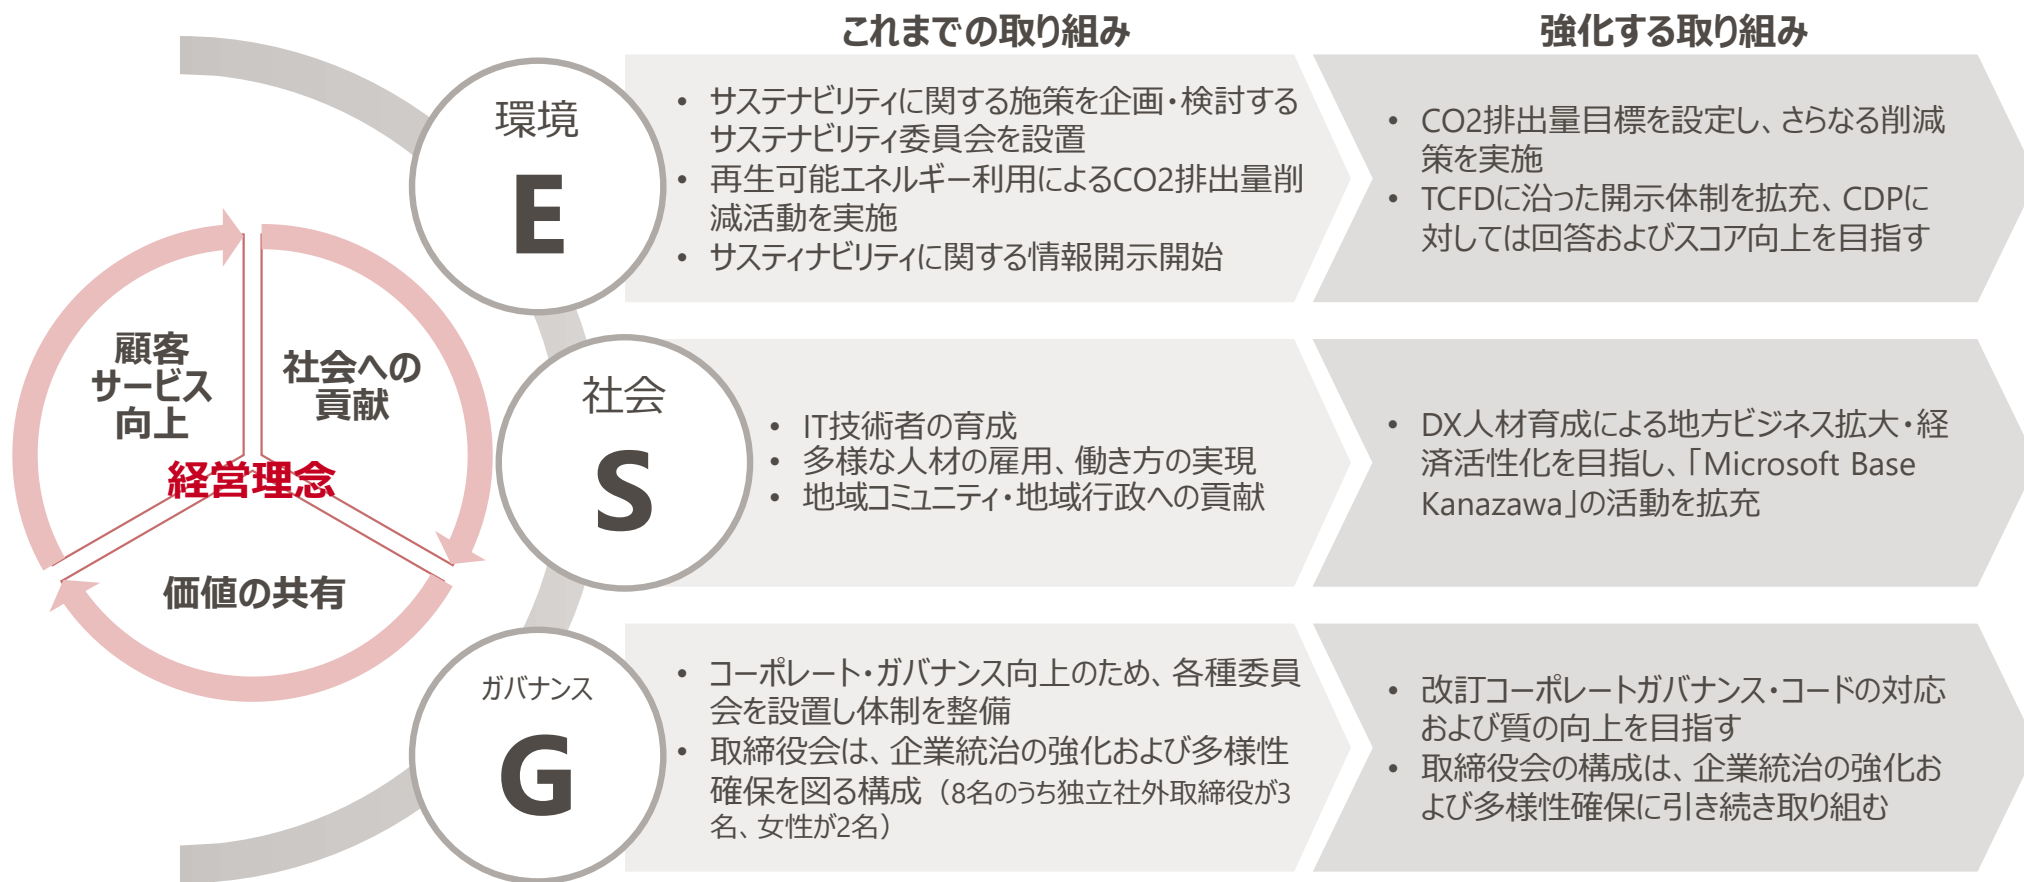 これまでの取り組み
強化する取り組み
環境
E
• サステナビリティに関する施策を企画・検討する
サステナビリティ委員会を設置
• 再生可能エネルギー利用によるCO2排出量削
減活動を実施
• サスティナビリティに関する情報開示開始
• CO2排出量目標を設定し、さらなる削減
策を実施
• TCFDに沿った開示体制を拡充、CDPに
対しては回答およびスコア向上を目指す
顧客
サービス
向上
社会への
貢献
経営理念
価値の共有
社会
S
• IT技術者の育成
• 多様な人材の雇用、働き方の実現
• 地域コミュニティ・地域行政への貢献
• DX人材育成による地方ビジネス拡大・経
済活性化を目指し、「Microsoft Base
Kanazawa」の活動を拡充
ガバナンス
G
• コーポレート・ガバナンス向上のため、各種委員
会を設置し体制を整備
• 取締役会は、企業統治の強化および多様性
確保を図る構成（8名のうち独立社外取締役が3
名、女性が2名）
• 改訂コーポレートガバナンス・コードの対応
および質の向上を目指す
• 取締役会の構成は、企業統治の強化お
よび多様性確保に引き続き取り組む